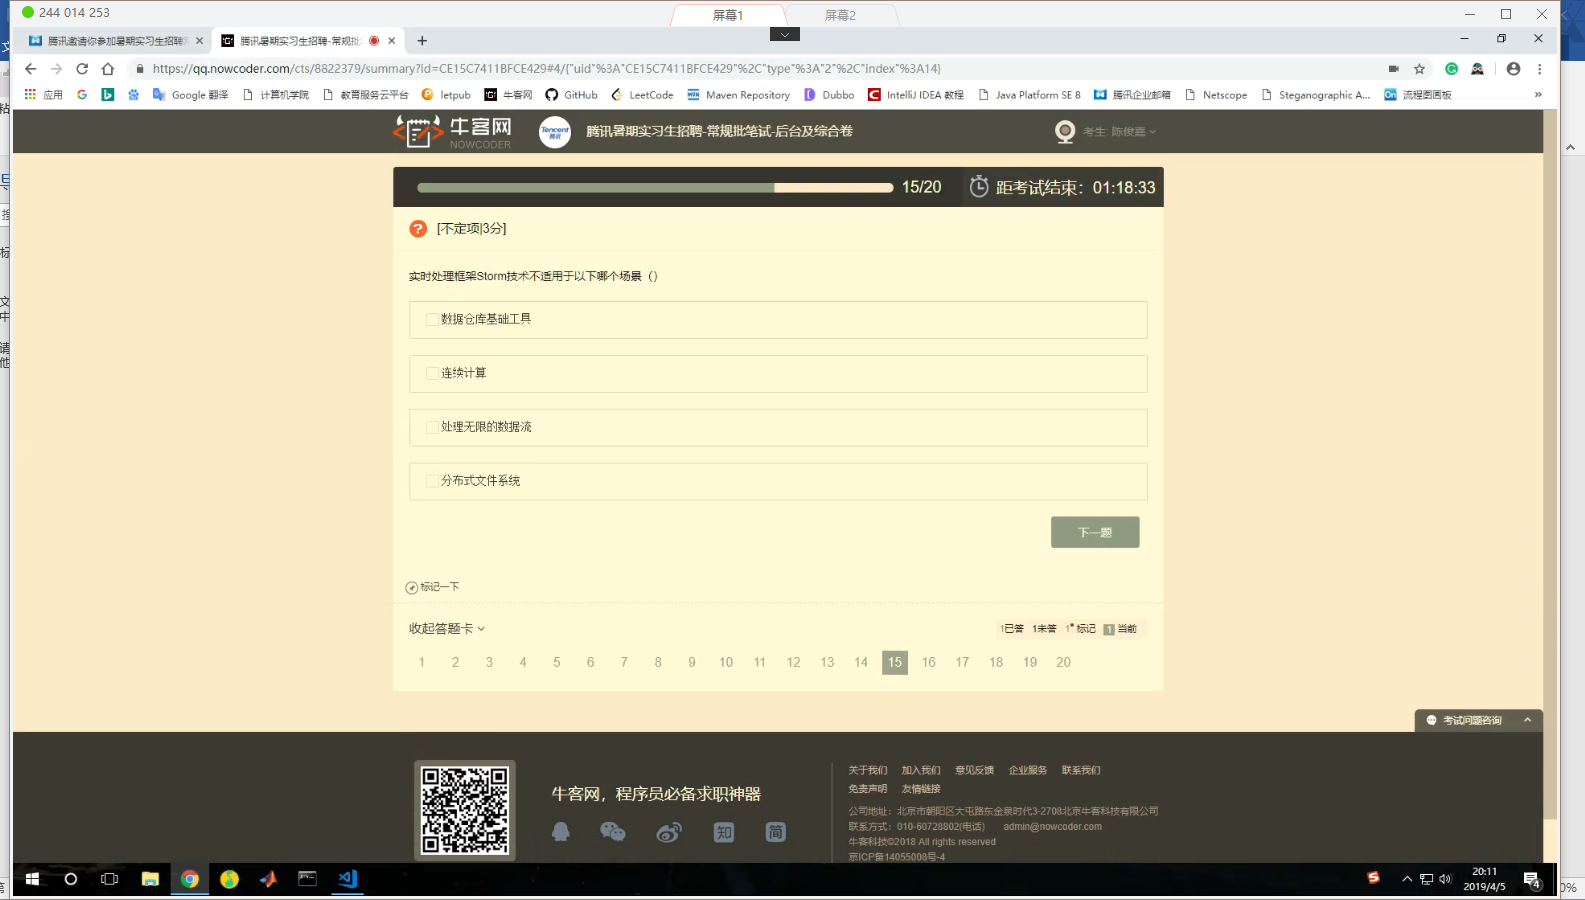 244 014 253
屏幕1
屏幕2
腾讯邀请你参加暑期实习生招聘
腾讯暑期实习生招聘-常规批
https://qq.nowcoder.com/cts/8822379/summary?id=CE15C7411BFCE429#4/{"uid"%3A"CE15C7411BFCE429"%2C"type"%3A"2"%2C"index"%3A14}
应用 Google 翻译 计算机学院 教育服务云平台 letpub 牛客网 GitHub LeetCode Maven Repository Dubbo IntelliJ IDEA 教程 Java Platform SE 8 腾讯企业邮箱 Netscope Steganographic A... 流程图画板 »
牛客网
NOWCODER
Tencent
腾讯
腾讯暑期实习生招聘-常规批笔试-后台及综合卷
考生: 陈俊嘉
15/20
距考试结束: 01:18:33
? [不定项|3分]
实时处理框架Storm技术不适用于以下哪个场景（）
数据仓库基础工具
连续计算
处理无限的数据流
分布式文件系统
下一题
标记一下
收起答题卡
1已答 1未答 1标记 1 当前
1 2 3 4 5 6 7 8 9 10 11 12 13 14 15 16 17 18 19 20
考试问题咨询
牛客网，程序员必备求职神器
知 简
关于我们 加入我们 意见反馈 企业服务 联系我们
免责声明 友情链接
公司地址：北京市朝阳区大屯路东金泉时代3-2708北京牛客科技有限公司
联系方式：010-60728802(电话) admin@nowcoder.com
牛客科技©2018 All rights reserved
京ICP备14055008号-4
20:11
2019/4/5
4
0%